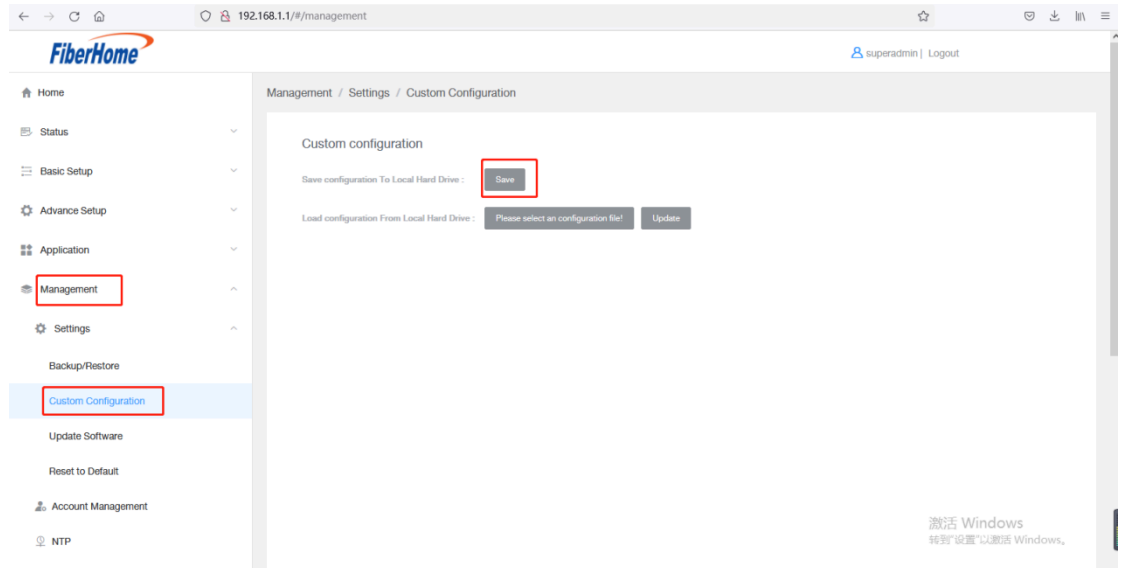 192.168.1.1/#/management
FiberHome
superadmin | Logout
Home
Management / Settings / Custom Configuration
Status
Custom configuration
Basic Setup
Save configuration To Local Hard Drive :
Save
Advance Setup
Load configuration From Local Hard Drive :
Please select an configuration file!
Update
Application
Management
Settings
Backup/Restore
Custom Configuration
Update Software
Reset to Default
Account Management
NTP
激活 Windows
转到“设置”以激活 Windows。